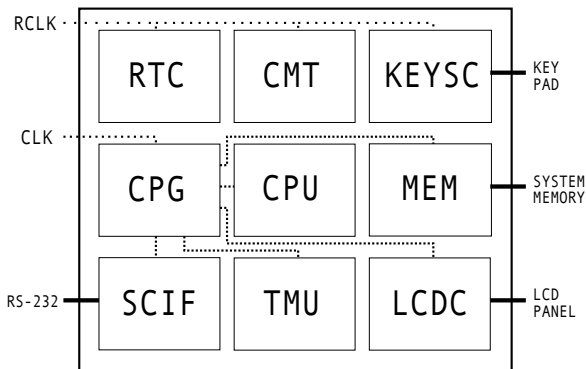 RCLK
RTC CMT KEYSC
KEY
PAD
CLK
CPG CPU MEM
SYSTEM
MEMORY
RS-232
SCIF TMU LCDC
LCD
PANEL